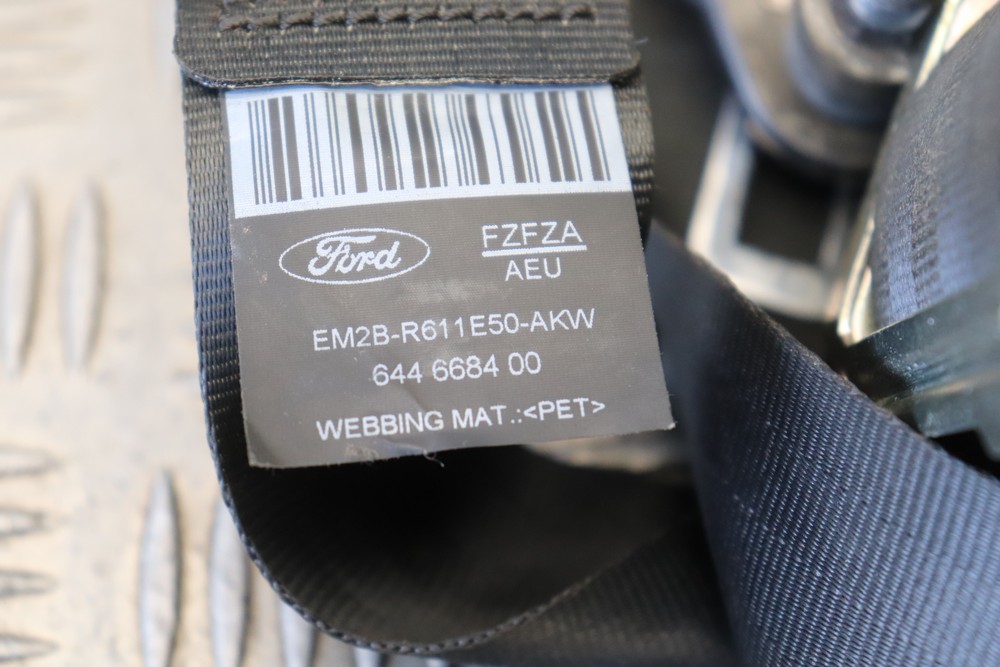 Ford
FZFZA
AEU
EM2B-R611E50-AKW
644 6684 00
WEBBING MAT.:<PET>